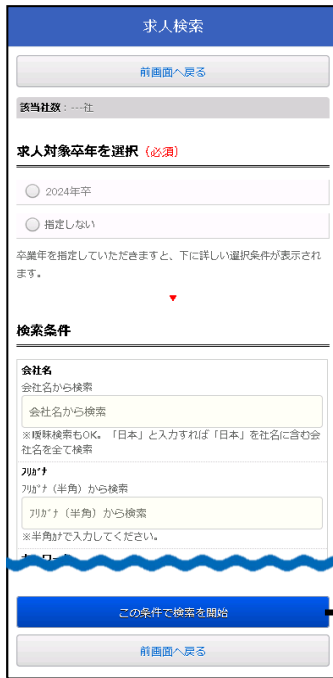 求人検索
前画面へ戻る
該当社数：---社
求人対象卒年を選択（必須）
2024年卒
指定しない
卒業年を指定していただきますと、下に詳しい選択条件が表示され
ます。
▼
検索条件
会社名
会社名から検索
会社名から検索
※曖昧検索もOK。「日本」と入力すれば「日本」を社名に含む会
社名を全て検索
ﾌﾘｶﾞﾅ
ﾌﾘｶﾞﾅ（半角）から検索
ﾌﾘｶﾞﾅ（半角）から検索
※半角ｶﾅで入力してください。
この条件で検索を開始
前画面へ戻る